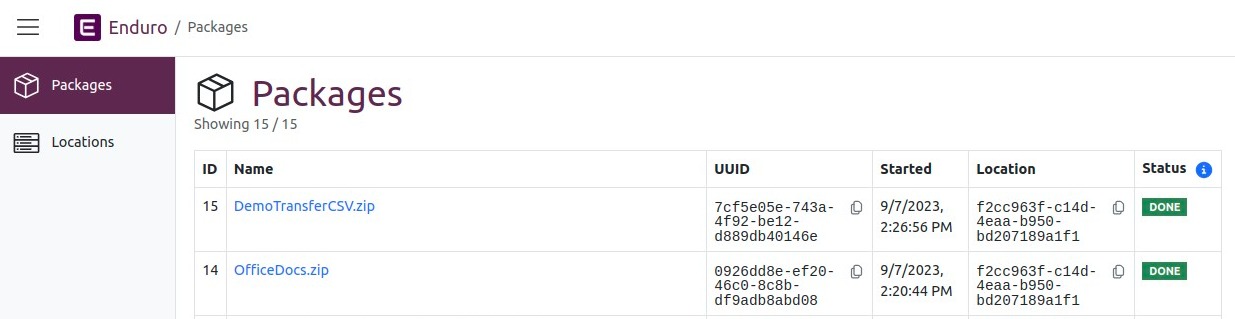 Enduro / Packages
Packages
Locations
Packages
Showing 15 / 15
ID Name UUID Started Location Status
15 DemoTransferCSV.zip 7cf5e05e-743a- 9/7/2023, f2cc963f-c14d- DONE
4f92-be12- 2:26:56 PM 4eaa-b950-
d889db40146e bd207189a1f1
14 OfficeDocs.zip 0926dd8e-ef20- 9/7/2023, f2cc963f-c14d- DONE
46c0-8c8b- 2:20:44 PM 4eaa-b950-
df9adb8abd08 bd207189a1f1